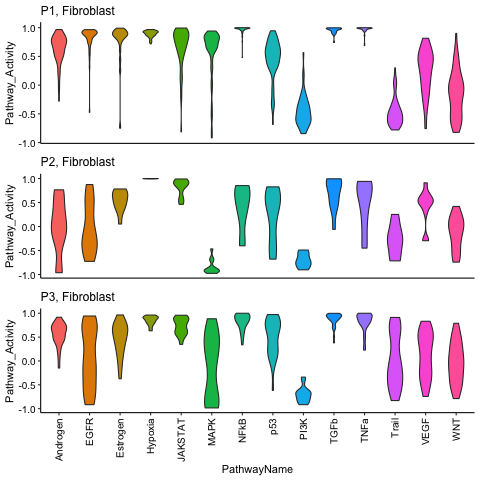 P1, Fibroblast
Pathway_Activity
1.0
0.5
0.0
-0.5
-1.0
P2, Fibroblast
Pathway_Activity
1.0
0.5
0.0
-0.5
-1.0
P3, Fibroblast
Pathway_Activity
1.0
0.5
0.0
-0.5
-1.0
Androgen
EGFR
Estrogen
Hypoxia
JAKSTAT
MAPK
NFkB
p53
PI3K
TGFb
TNFa
Trail
VEGF
WNT
PathwayName